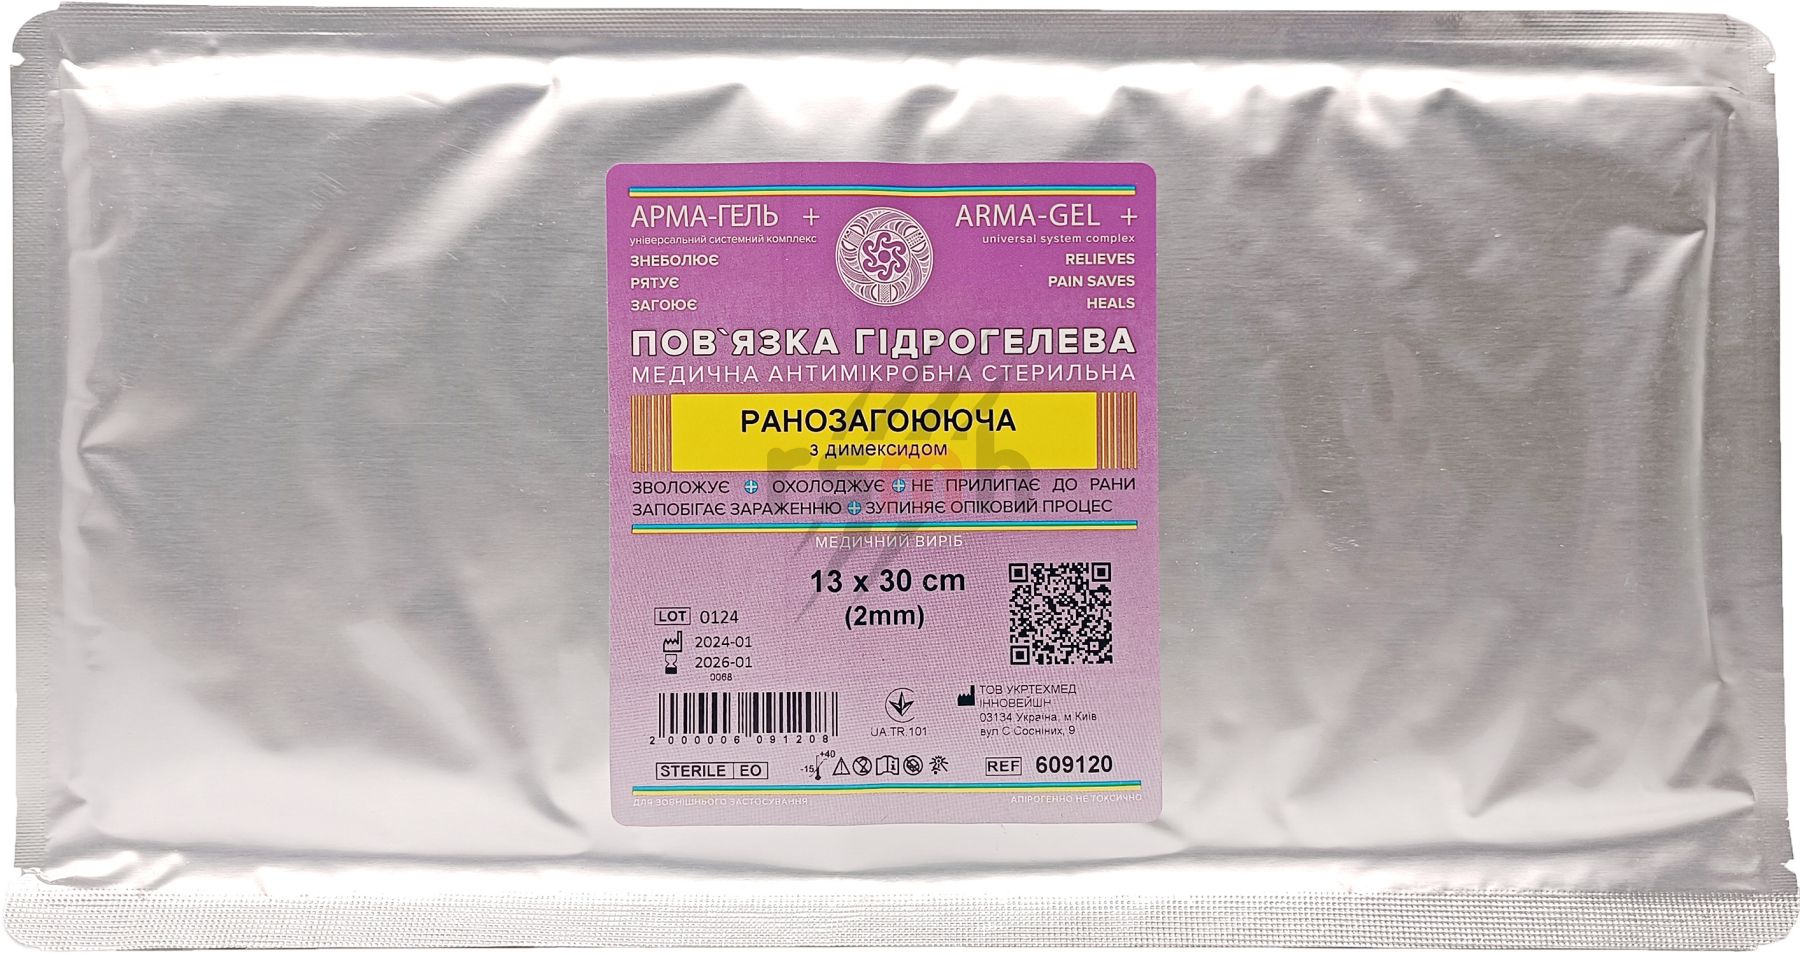 АРМА-ГЕЛЬ +
універсальний системний комплекс
ЗНЕБОЛЮЄ
РЯТУЄ
ЗАГОЮЄ
ARMA-GEL +
universal system complex
RELIEVES
PAIN SAVES
HEALS
ПОВ`ЯЗКА ГІДРОГЕЛЕВА
МЕДИЧНА АНТИМІКРОБНА СТЕРИЛЬНА
РАНОЗАГОЮЮЧА
з димексидом
ЗВОЛОЖУЄ ОХОЛОДЖУЄ НЕ ПРИЛИПАЄ ДО РАНИ
ЗАПОБІГАЄ ЗАРАЖЕННЮ ЗУПИНЯЄ ОПІКОВИЙ ПРОЦЕС
МЕДИЧНИЙ ВИРІБ
13 x 30 cm
(2mm)
LOT 0124
2024-01
2026-01
0068
2000006091208
UA.TR.101
ТОВ УКРТЕХМЕД
ІННОВЕЙШН
03134 Україна, м.Київ
вул С Сосніних, 9
STERILE EO
-15 +40
REF 609120
ДЛЯ ЗОВНІШНЬОГО ЗАСТОСУВАННЯ
АПІРОГЕННО НЕ ТОКСИЧНО